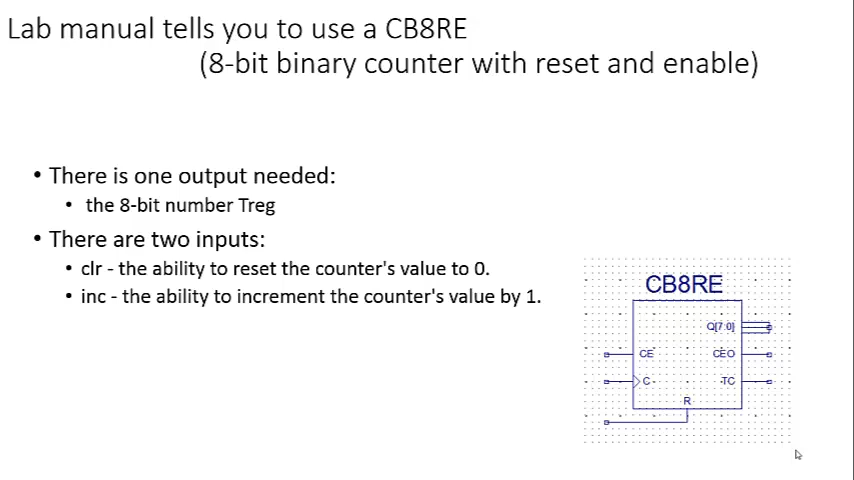 Lab manual tells you to use a CB8RE
(8-bit binary counter with reset and enable)
• There is one output needed:
• the 8-bit number Treg
• There are two inputs:
• clr - the ability to reset the counter's value to 0.
• inc - the ability to increment the counter's value by 1.
CB8RE
Q[7:0]
CE CEO
C TC
R